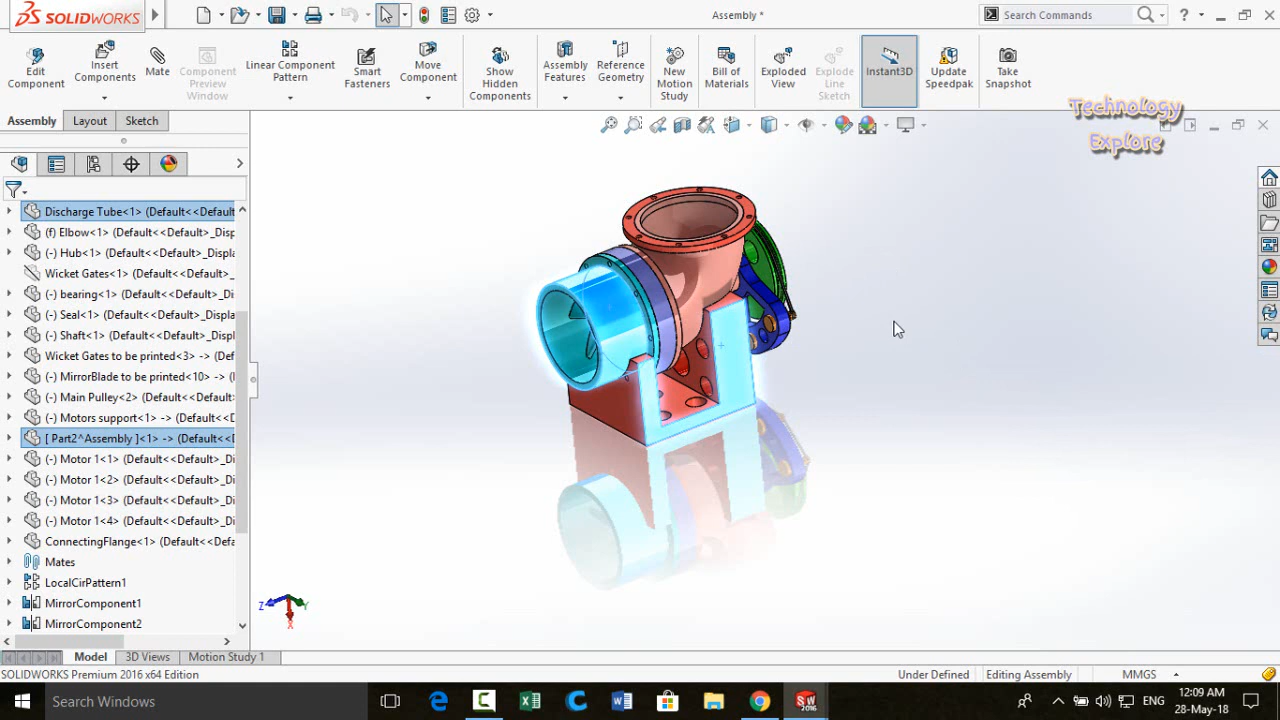 SOLIDWORKS
Assembly *
Search Commands
?
Edit Component
Insert Components
Mate
Component Preview Window
Linear Component Pattern
Smart Fasteners
Move Component
Show Hidden Components
Assembly Features
Reference Geometry
New Motion Study
Bill of Materials
Exploded View
Explode Line Sketch
Instant3D
Update Speedpak
Take Snapshot
Technology
Explore
Assembly
Layout
Sketch
Discharge Tube<1> (Default<<Default
(f) Elbow<1> (Default<<Default>_Disp
(-) Hub<1> (Default<<Default>_Displa
Wicket Gates<1> (Default<<Default>_
(-) bearing<1> (Default<<Default>_Di
(-) Seal<1> (Default<<Default>_Displa
(-) Shaft<1> (Default<<Default>_Displa
Wicket Gates to be printed<3> -> (Def
(-) MirrorBlade to be printed<10> -> (
(-) Main Pulley<2> (Default<<Default>
(-) Motors support<1> -> (Default<<D
[ Part2^Assembly ]<1> -> (Default<<D
(-) Motor 1<1> (Default<<Default>_Di
(-) Motor 1<2> (Default<<Default>_Di
(-) Motor 1<3> (Default<<Default>_Di
(-) Motor 1<4> (Default<<Default>_Di
ConnectingFlange<1> (Default<<Defa
Mates
LocalCirPattern1
MirrorComponent1
MirrorComponent2
Z
Y
X
Model
3D Views
Motion Study 1
SOLIDWORKS Premium 2016 x64 Edition
Under Defined
Editing Assembly
MMGS
Search Windows
ENG
12:09 AM
28-May-18